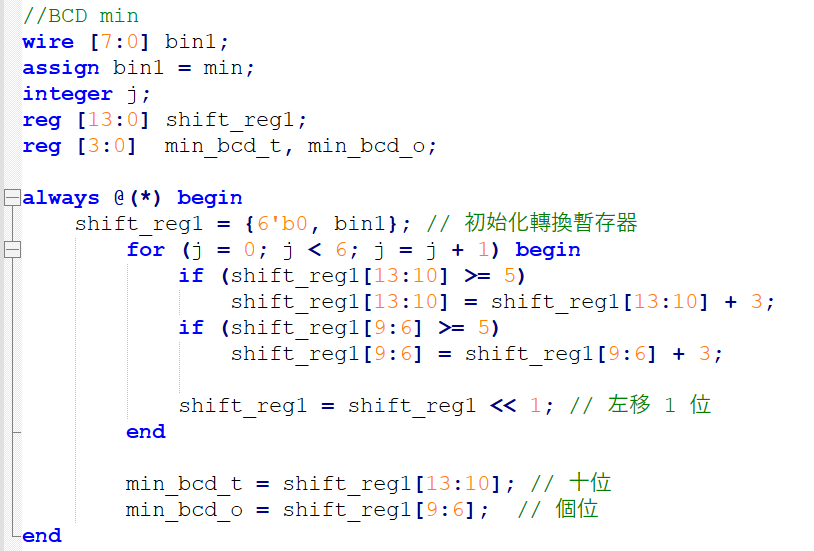 //BCD min
wire [7:0] bin1;
assign bin1 = min;
integer j;
reg [13:0] shift_reg1;
reg [3:0]  min_bcd_t, min_bcd_o;

always @(*) begin
    shift_reg1 = {6'b0, bin1}; // 初始化轉換暫存器
        for (j = 0; j < 6; j = j + 1) begin
            if (shift_reg1[13:10] >= 5)
                shift_reg1[13:10] = shift_reg1[13:10] + 3;
            if (shift_reg1[9:6] >= 5)
                shift_reg1[9:6] = shift_reg1[9:6] + 3;

            shift_reg1 = shift_reg1 << 1; // 左移 1 位
        end

        min_bcd_t = shift_reg1[13:10]; // 十位
        min_bcd_o = shift_reg1[9:6];  // 個位
end